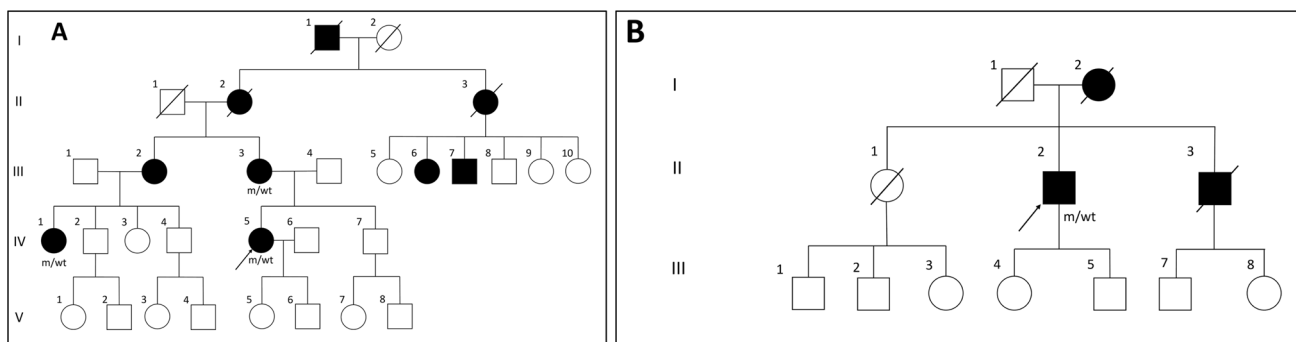 A
I
1 2
II
1 2 3
III
1 2 3 4 5 6 7 8 9 10
m/wt
IV
1 2 3 4 5 6 7
m/wt m/wt
V
1 2 3 4 5 6 7 8
B
I
1 2
II
1 2 3
m/wt
III
1 2 3 4 5 7 8